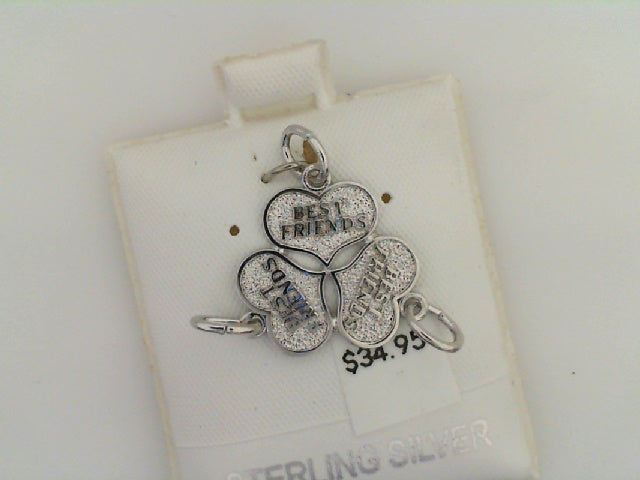 BEST
FRIENDS
BEST
FRIENDS
BEST
FRIENDS
$34.95
STERLING SILVER